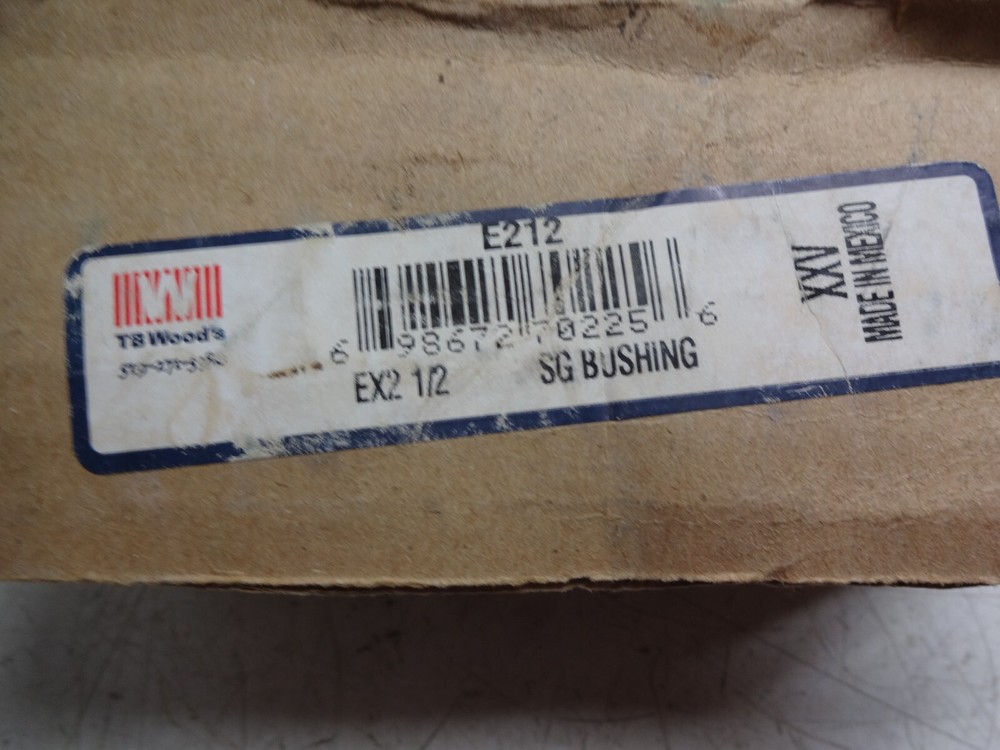 E212
TB Wood's
6 98672 70225 6
EX2 1/2 SG BUSHING
XXV
MADE IN MEXICO